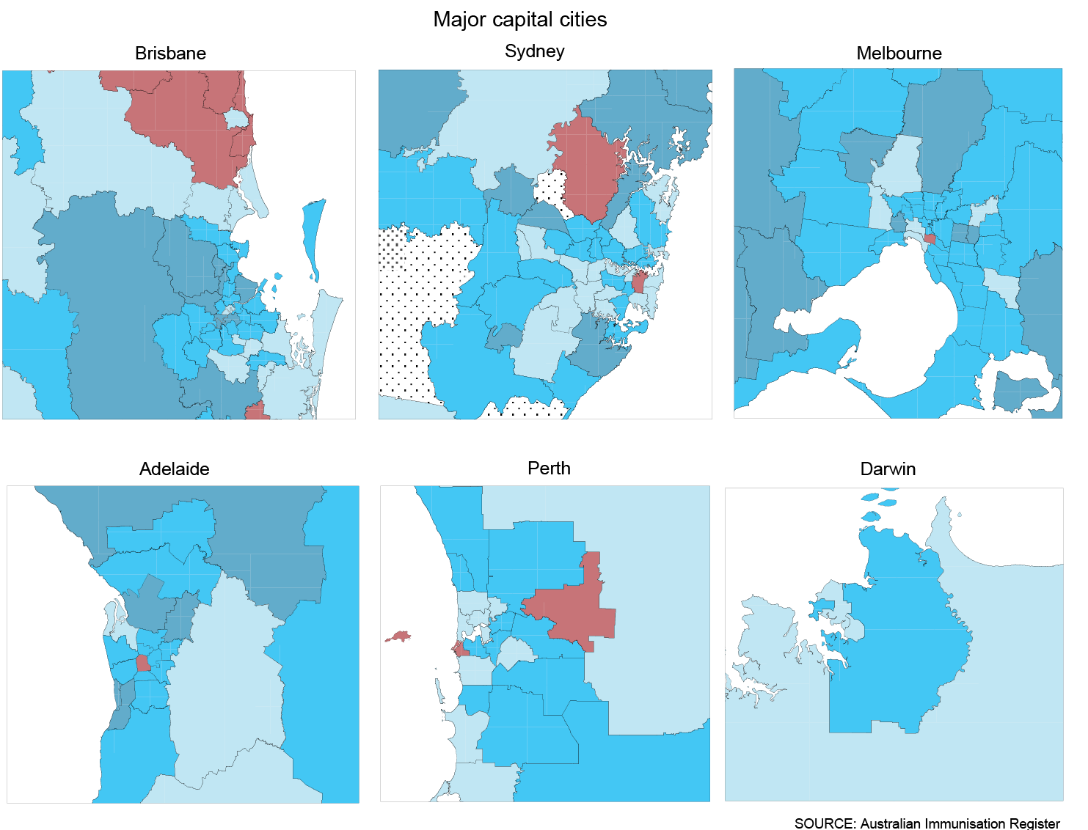 Major capital cities
Brisbane
Sydney
Melbourne
Adelaide
Perth
Darwin
SOURCE: Australian Immunisation Register